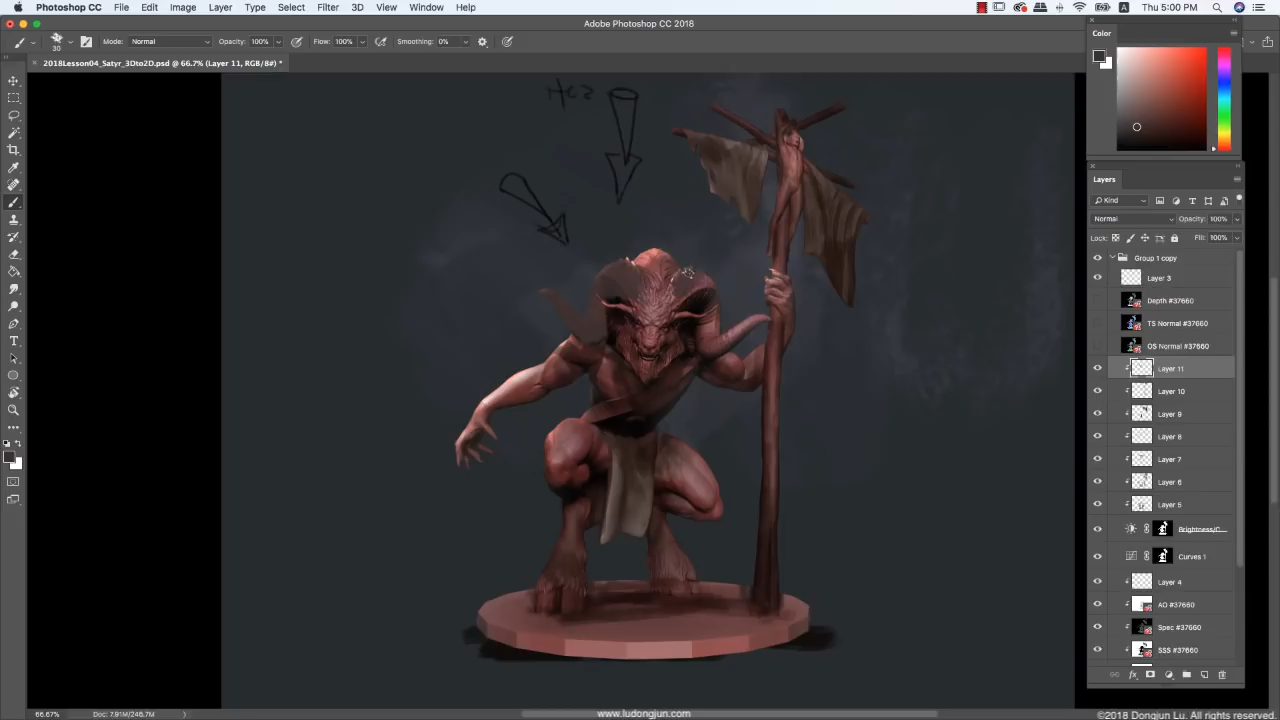 Photoshop CC File Edit Image Layer Type Select Filter 3D View Window Help
Thu 5:00 PM
Adobe Photoshop CC 2018
30 Mode: Normal Opacity: 100% Flow: 100% Smoothing: 0%
Color
2018Lesson04_Satyr_3Dto2D.psd @ 66.7% (Layer 11, RGB/8#) *
Layers
Kind
Normal Opacity: 100%
Lock: Fill: 100%
Group 1 copy
Layer 3
Depth #37660
TS Normal #37660
OS Normal #37660
Layer 11
Layer 10
Layer 9
Layer 8
Layer 7
Layer 6
Layer 5
Brightness/C...
Curves 1
Layer 4
AO #37660
Spec #37660
SSS #37660
fx
66.67% Doc: 7.91M/246.7M
www.ludongjun.com
©2018 Dongjun Lu. All rights reserved.